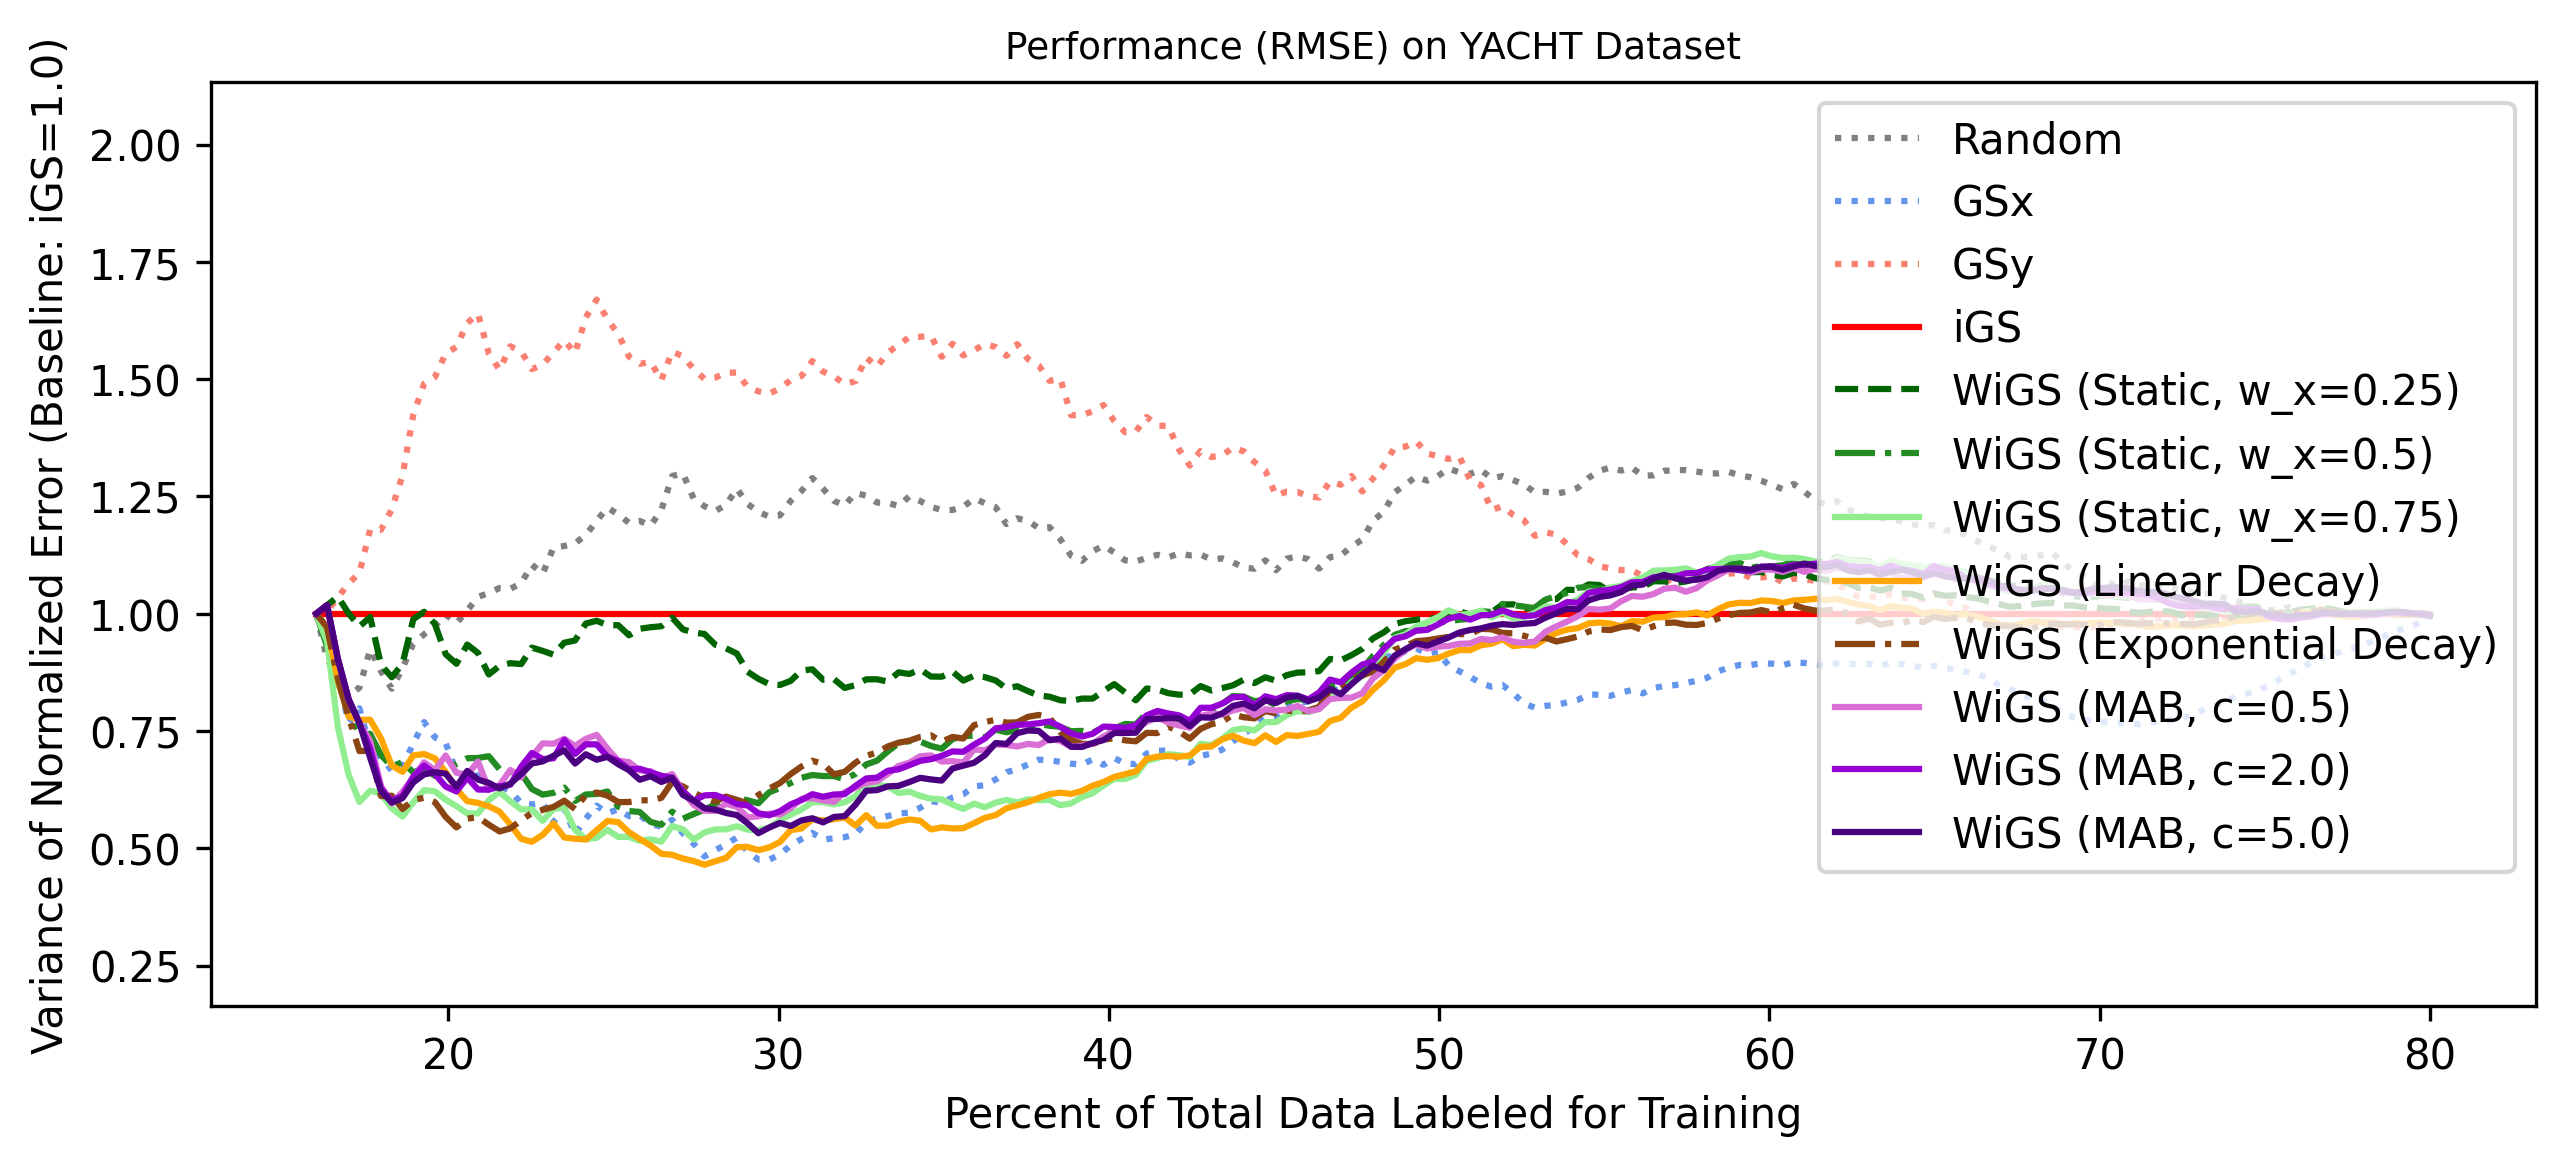 Performance (RMSE) on YACHT Dataset
Variance of Normalized Error (Baseline: iGS=1.0)
2.00
1.75
1.50
1.25
1.00
0.75
0.50
0.25
Random
GSx
GSy
iGS
WiGS (Static, w_x=0.25)
WiGS (Static, w_x=0.5)
WiGS (Static, w_x=0.75)
WiGS (Linear Decay)
WiGS (Exponential Decay)
WiGS (MAB, c=0.5)
WiGS (MAB, c=2.0)
WiGS (MAB, c=5.0)
20 30 40 50 60 70 80
Percent of Total Data Labeled for Training